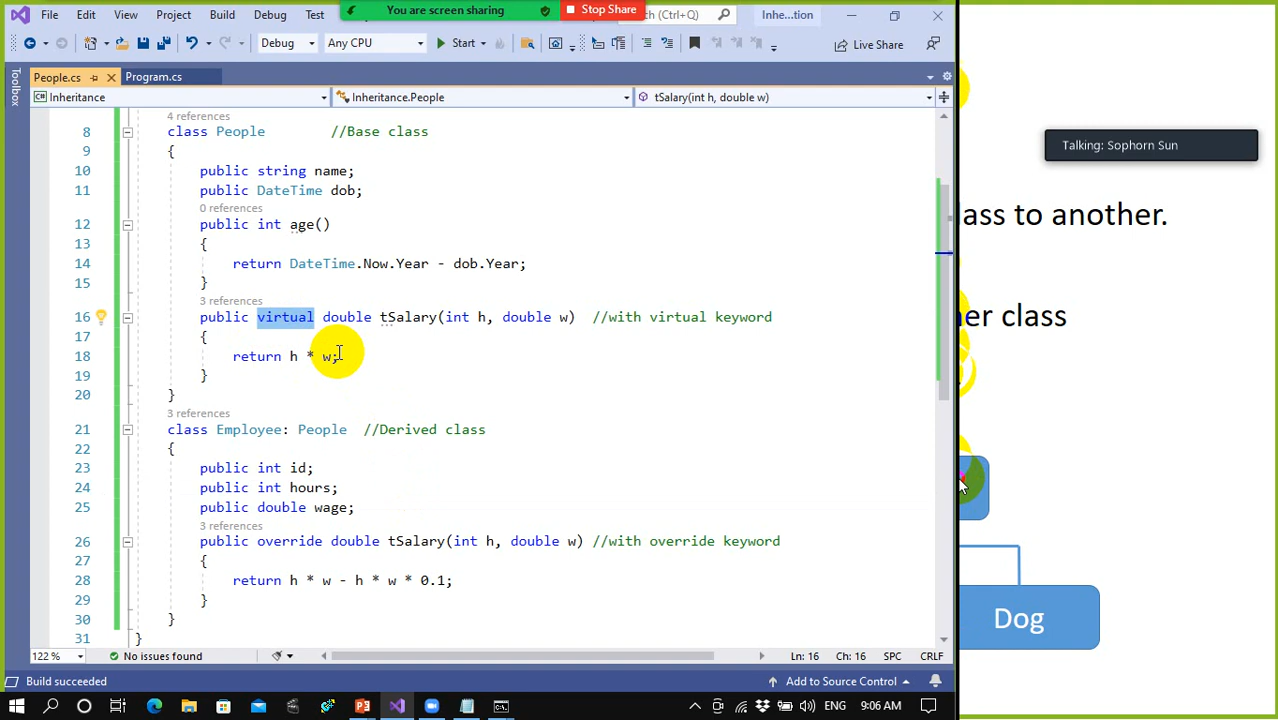 File Edit View Project Build Debug Test
You are screen sharing
Stop Share
ch (Ctrl+Q)
Inhe...tion
Debug
Any CPU
Start
Live Share
Toolbox
People.cs
Program.cs
Inheritance
Inheritance.People
tSalary(int h, double w)
4 references
8 class People //Base class
9 {
10 public string name;
11 public DateTime dob;
0 references
12 public int age()
13 {
14 return DateTime.Now.Year - dob.Year;
15 }
3 references
16 public virtual double tSalary(int h, double w) //with virtual keyword
17 {
18 return h * w;
19 }
20 }
3 references
21 class Employee: People //Derived class
22 {
23 public int id;
24 public int hours;
25 public double wage;
3 references
26 public override double tSalary(int h, double w) //with override keyword
27 {
28 return h * w - h * w * 0.1;
29 }
30 }
31 }
122 %
No issues found
Ln: 16 Ch: 16 SPC CRLF
Build succeeded
Add to Source Control
ENG 9:06 AM
Talking: Sophorn Sun
lass to another.
her class
Dog